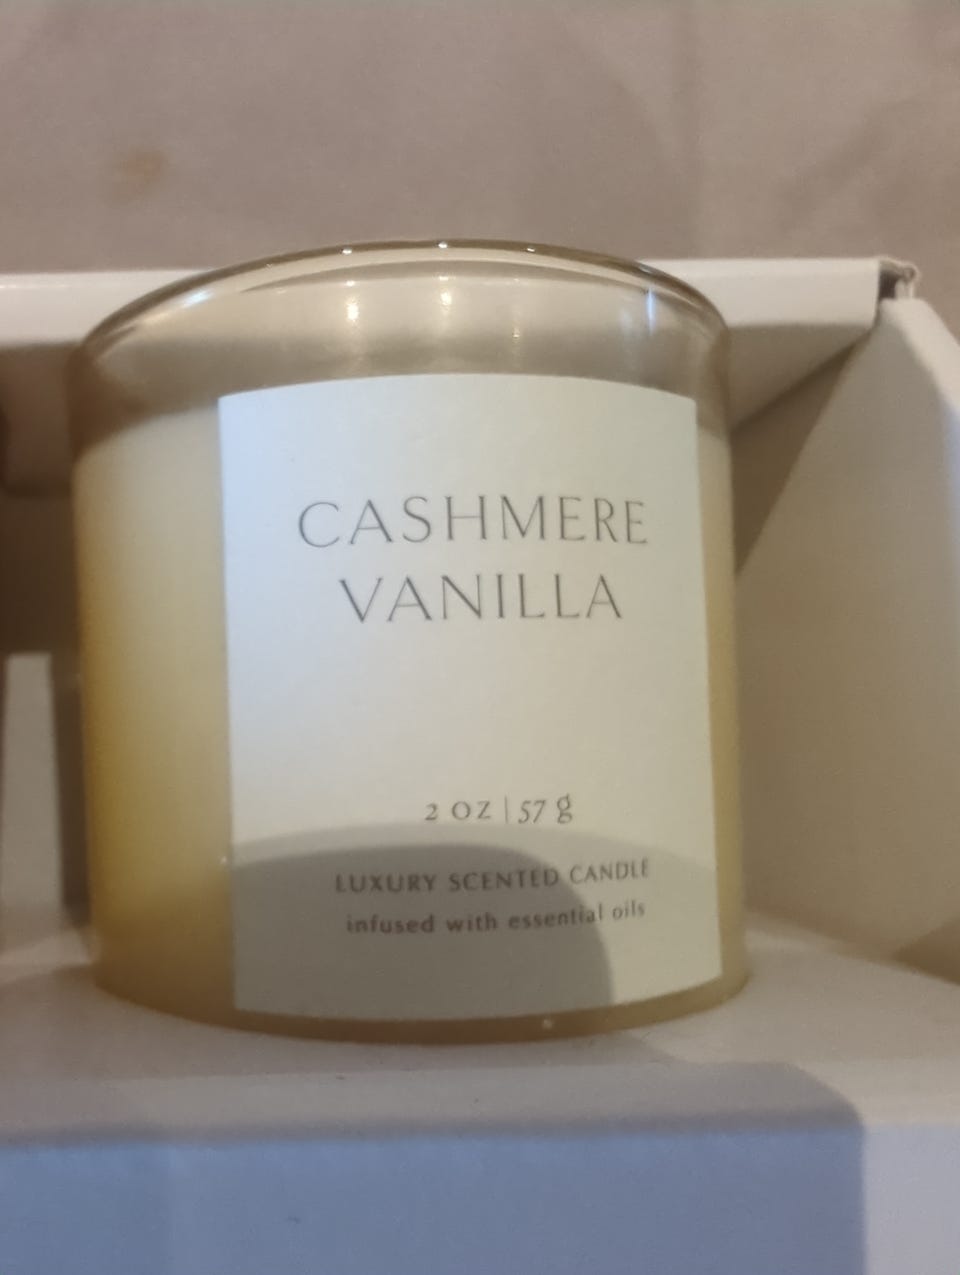 CASHMERE
VANILLA
2 OZ | 57 g
LUXURY SCENTED CANDLE
infused with essential oils